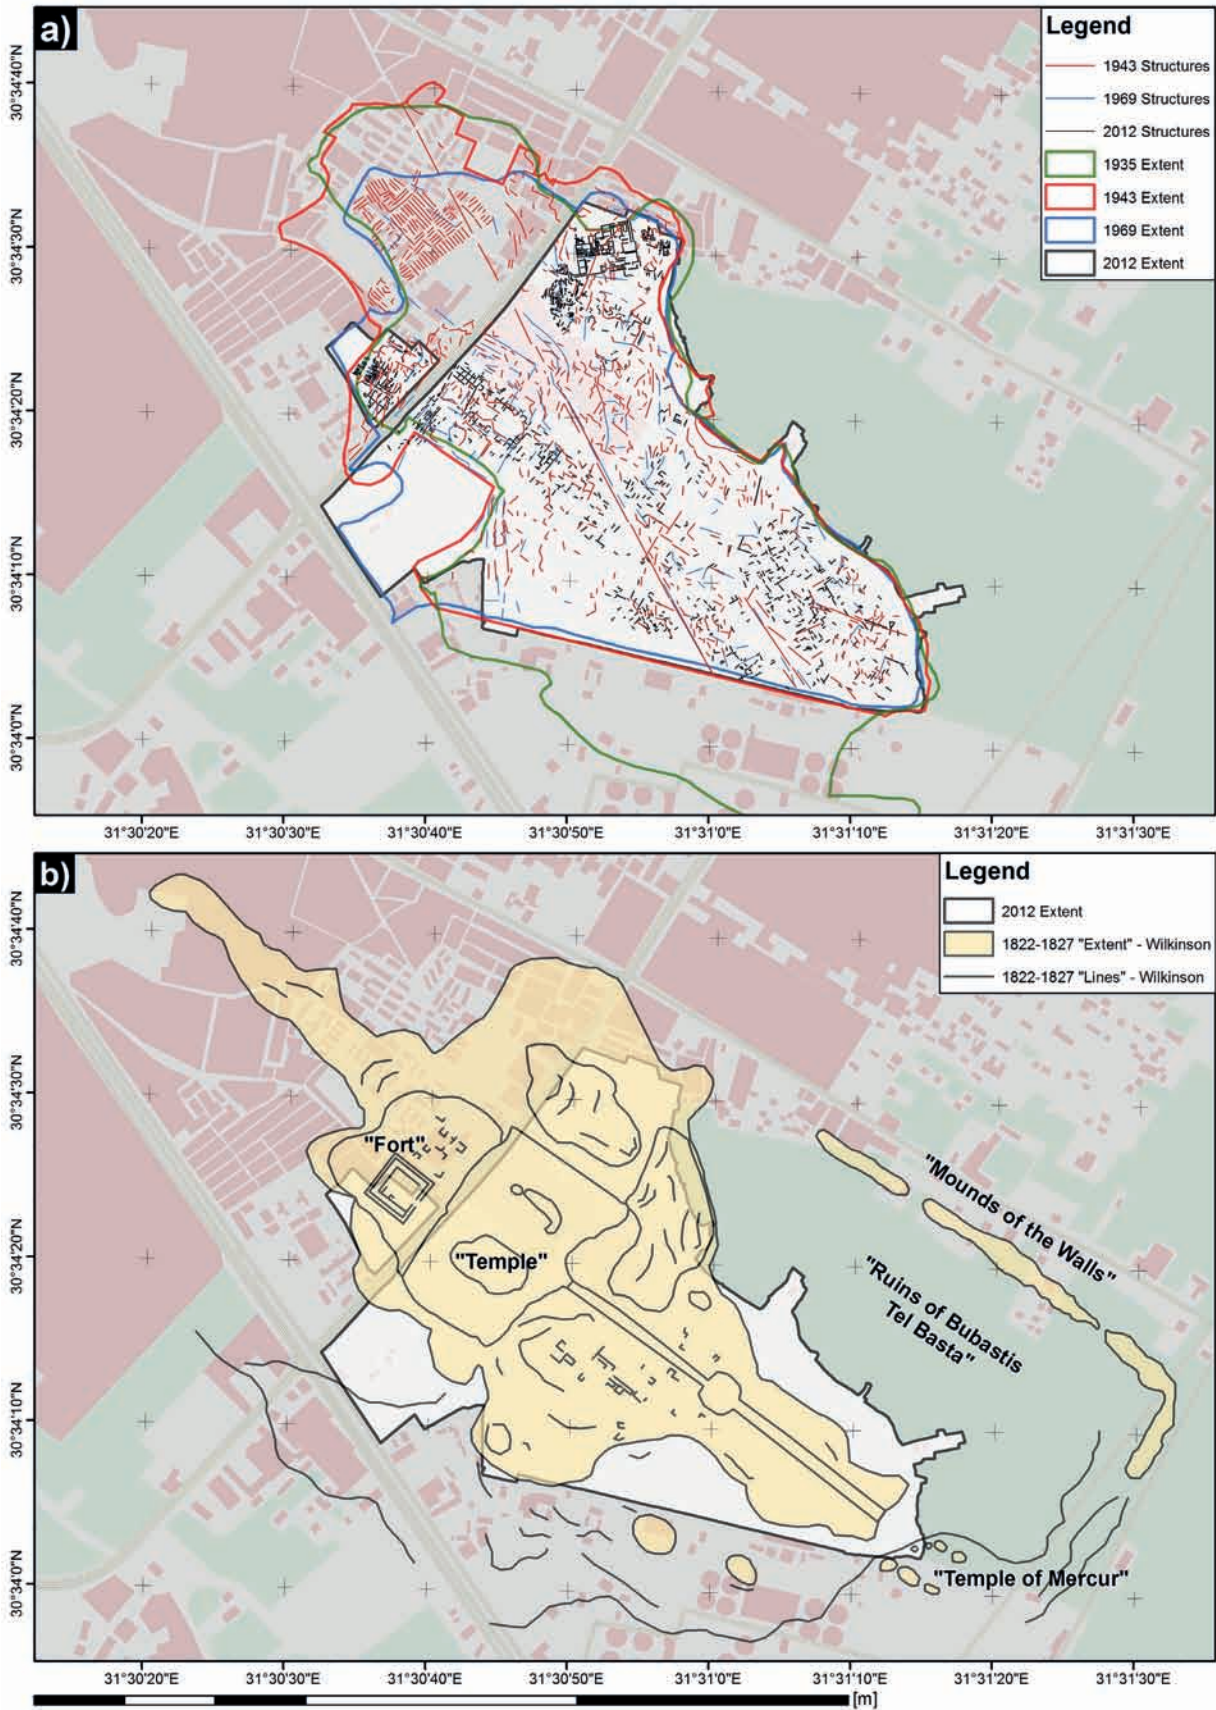 a)
Legend
1943 Structures
1969 Structures
2012 Structures
1935 Extent
1943 Extent
1969 Extent
2012 Extent
30°34'40"N
30°34'30"N
30°34'20"N
30°34'10"N
30°34'0"N
31°30'20"E
31°30'30"E
31°30'40"E
31°30'50"E
31°31'0"E
31°31'10"E
31°31'20"E
31°31'30"E
b)
Legend
2012 Extent
1822-1827 "Extent" - Wilkinson
1822-1827 "Lines" - Wilkinson
30°34'40"N
30°34'30"N
30°34'20"N
30°34'10"N
30°34'0"N
"Fort"
"Temple"
"Mounds of the Walls"
"Ruins of Bubastis
Tel Basta"
"Temple of Mercur"
31°30'20"E
31°30'30"E
31°30'40"E
31°30'50"E
31°31'0"E
31°31'10"E
31°31'20"E
31°31'30"E
[m]